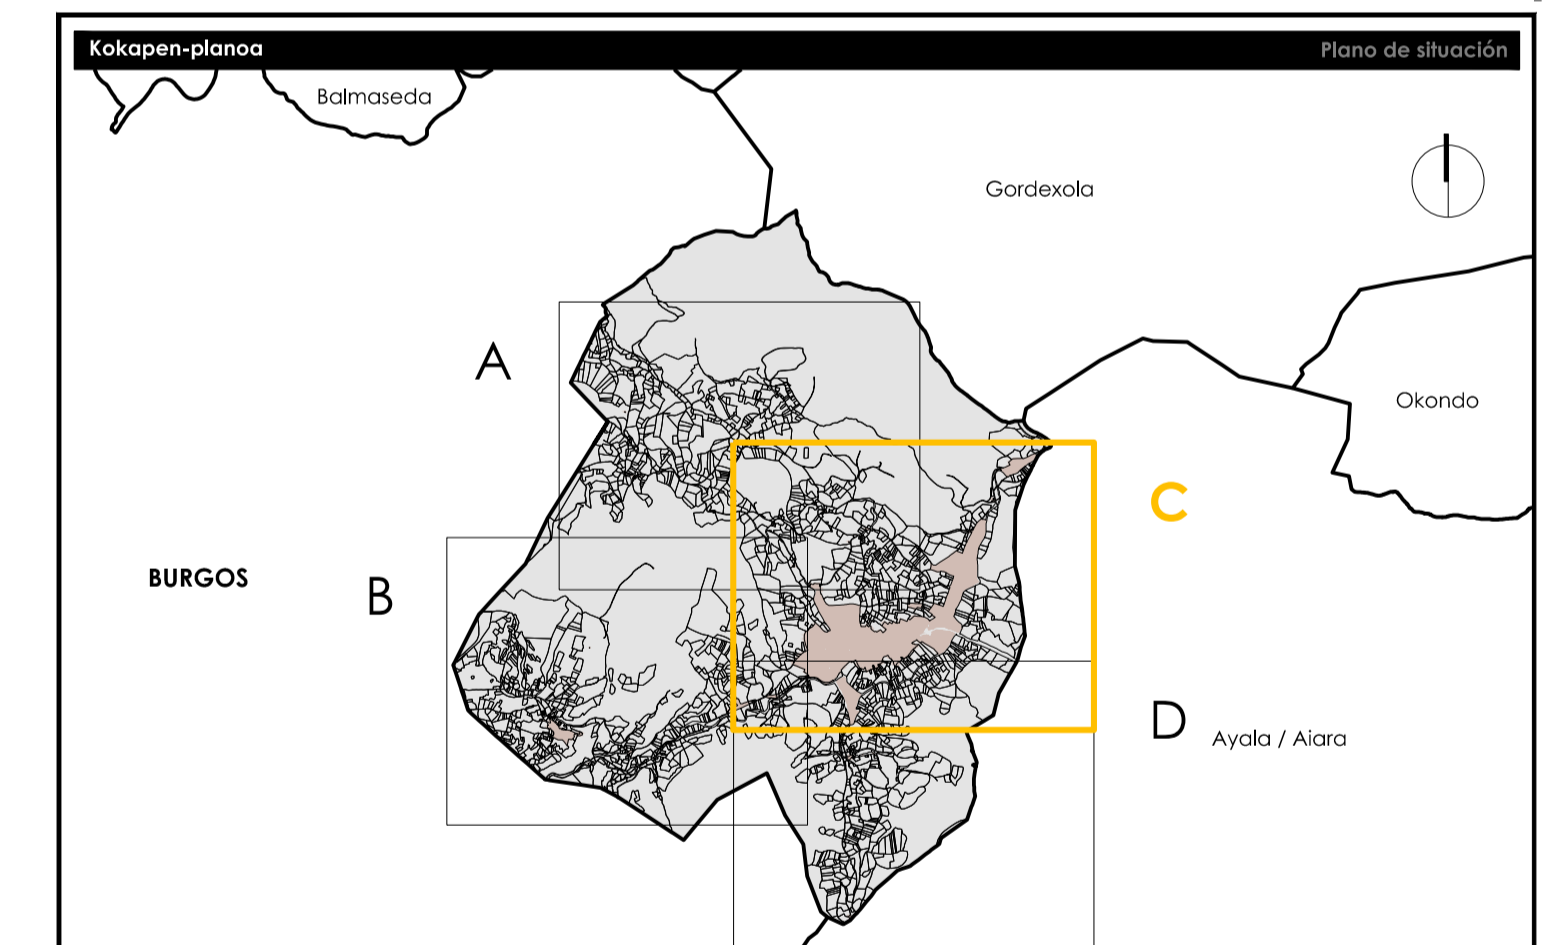 Kokapen-planoa
Plano de situación
Balmaseda
Gordexola
A
Okondo
C
BURGOS
B
D
Ayala / Aiara